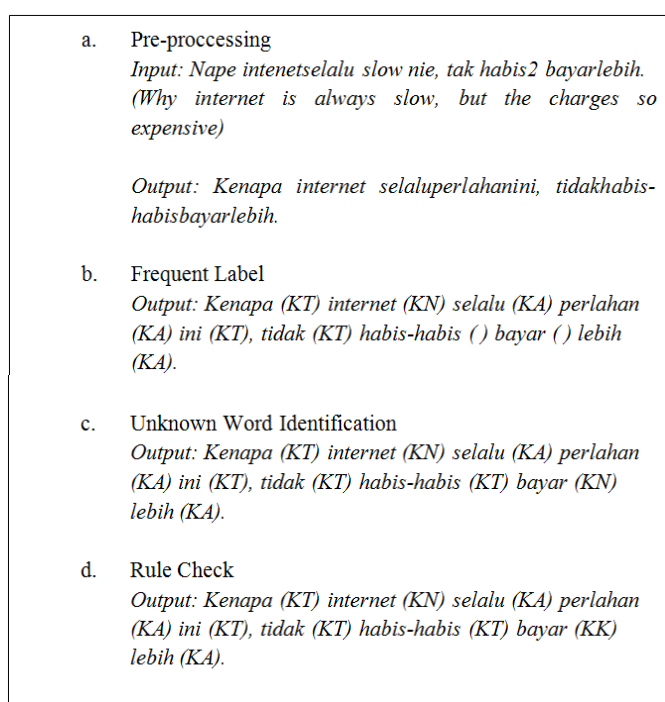 a. Pre-proccessing
Input: Nape intenetselalu slow nie, tak habis2 bayarlebih.
(Why internet is always slow, but the charges so
expensive)
Output: Kenapa internet selaluperlahanini, tidakhabis-
habisbayarlebih.
b. Frequent Label
Output: Kenapa (KT) internet (KN) selalu (KA) perlahan
(KA) ini (KT), tidak (KT) habis-habis ( ) bayar ( ) lebih
(KA).
c. Unknown Word Identification
Output: Kenapa (KT) internet (KN) selalu (KA) perlahan
(KA) ini (KT), tidak (KT) habis-habis (KT) bayar (KN)
lebih (KA).
d. Rule Check
Output: Kenapa (KT) internet (KN) selalu (KA) perlahan
(KA) ini (KT), tidak (KT) habis-habis (KT) bayar (KK)
lebih (KA).